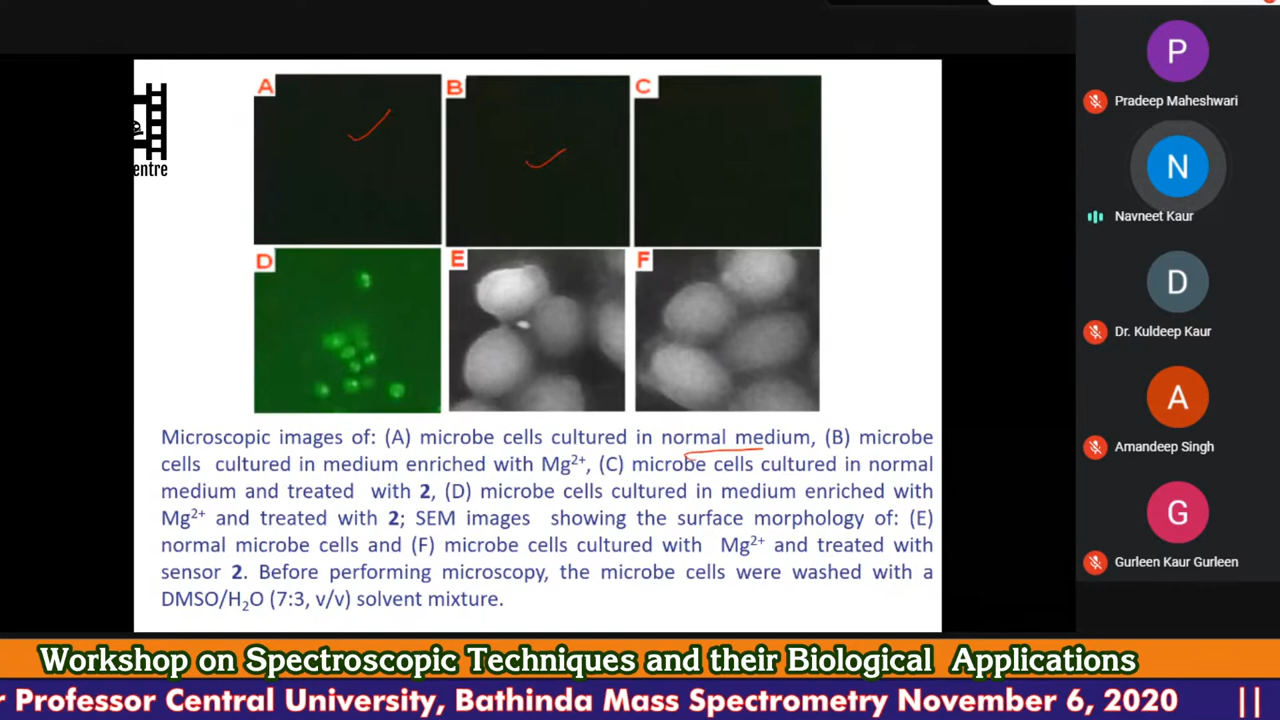 A
B
C
D
E
F
entre
Microscopic images of: (A) microbe cells cultured in normal medium, (B) microbe
cells cultured in medium enriched with Mg²⁺, (C) microbe cells cultured in normal
medium and treated with 2, (D) microbe cells cultured in medium enriched with
Mg²⁺ and treated with 2; SEM images showing the surface morphology of: (E)
normal microbe cells and (F) microbe cells cultured with Mg²⁺ and treated with
sensor 2. Before performing microscopy, the microbe cells were washed with a
DMSO/H₂O (7:3, v/v) solvent mixture.
P
Pradeep Maheshwari
N
Navneet Kaur
D
Dr. Kuldeep Kaur
A
Amandeep Singh
G
Gurleen Kaur Gurleen
Workshop on Spectroscopic Techniques and their Biological Applications
r Professor Central University, Bathinda Mass Spectrometry November 6, 2020 ||